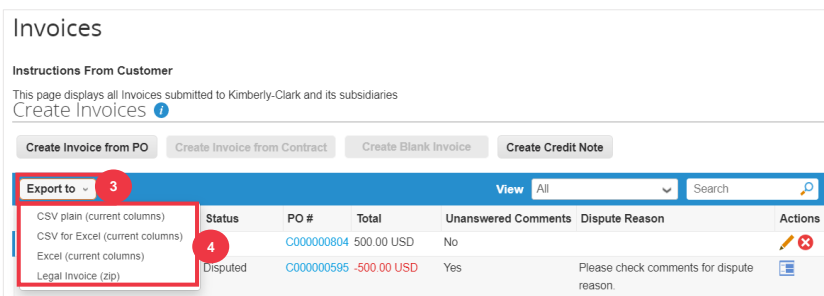 Invoices
Instructions From Customer
This page displays all Invoices submitted to Kimberly-Clark and its subsidiaries
Create Invoices i
Create Invoice from PO Create Invoice from Contract Create Blank Invoice Create Credit Note
Export to 3 View All Search
CSV plain (current columns) Status PO # Total Unanswered Comments Dispute Reason Actions
CSV for Excel (current columns) 4 C000000804 500.00 USD No
Excel (current columns)
Disputed C000000595 -500.00 USD Yes Please check comments for dispute
Legal Invoice (zip)
reason.